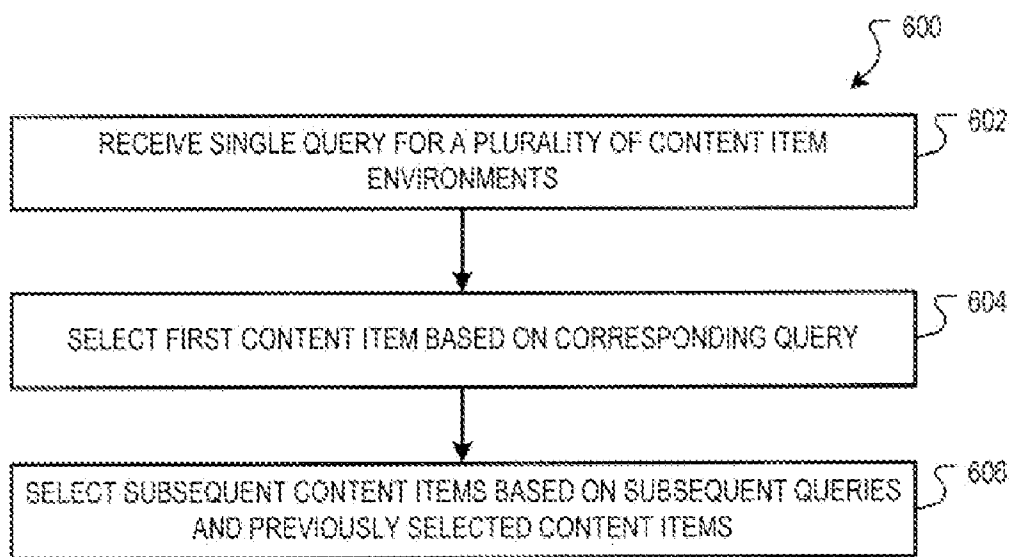 600
602
RECEIVE SINGLE QUERY FOR A PLURALITY OF CONTENT ITEM
ENVIRONMENTS
604
SELECT FIRST CONTENT ITEM BASED ON CORRESPONDING QUERY
606
SELECT SUBSEQUENT CONTENT ITEMS BASED ON SUBSEQUENT QUERIES
AND PREVIOUSLY SELECTED CONTENT ITEMS